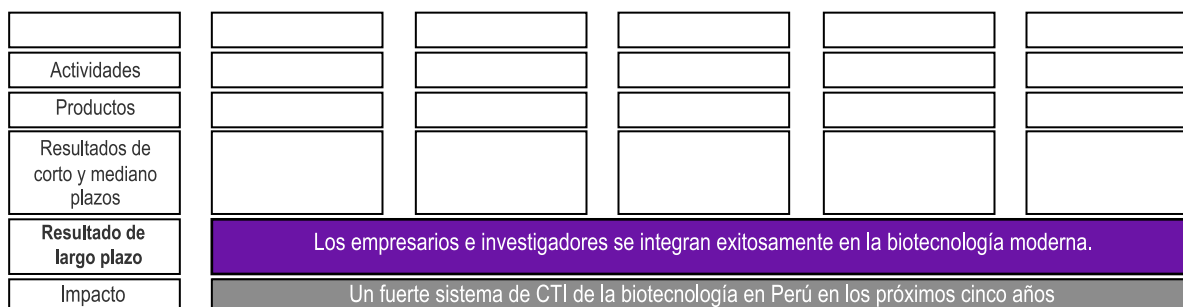 Actividades
Productos
Resultados de
corto y mediano
plazos
Resultado de
largo plazo
Los empresarios e investigadores se integran exitosamente en la biotecnología moderna.
Impacto
Un fuerte sistema de CTI de la biotecnología en Perú en los próximos cinco años